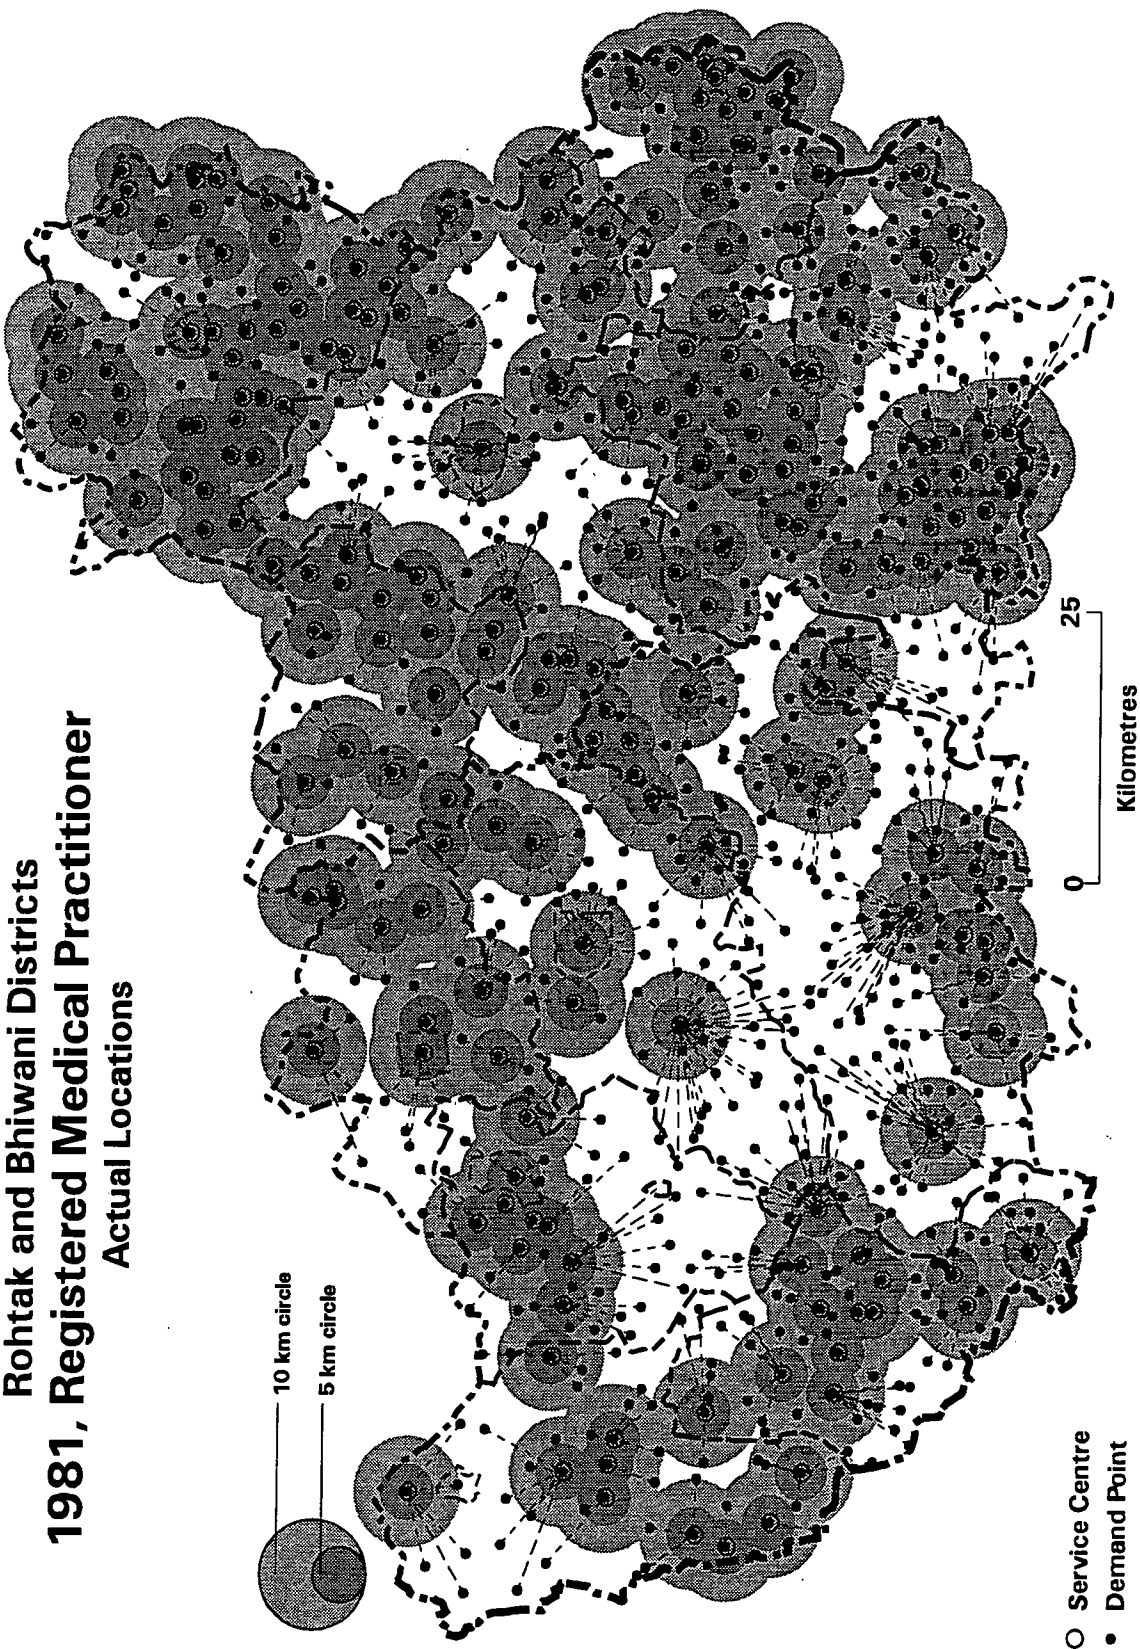 Rohtak and Bhiwani Districts
1981, Registered Medical Practitioner
Actual Locations
10 km circle
5 km circle
Service Centre
Demand Point
0 25
Kilometres